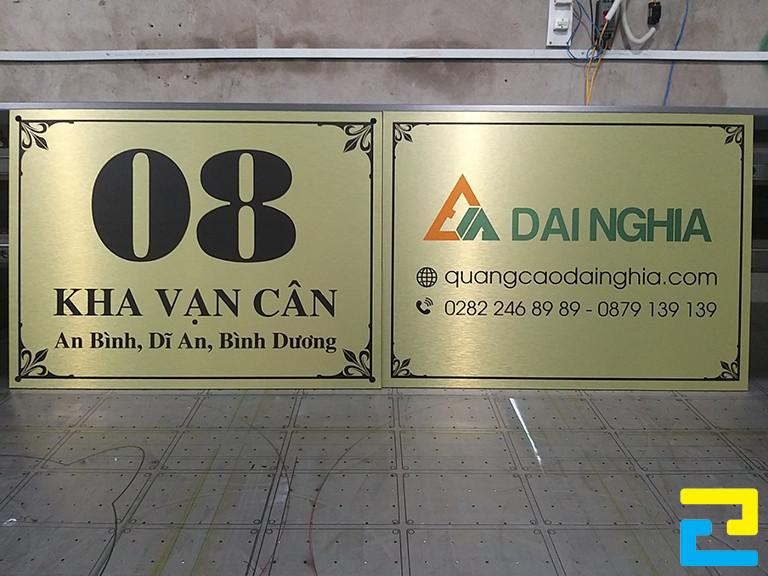 08
KHA VẠN CÂN
An Bình, Dĩ An, Bình Dương
DAI NGHIA
quangcaodainghia.com
0282 246 89 89 - 0879 139 139